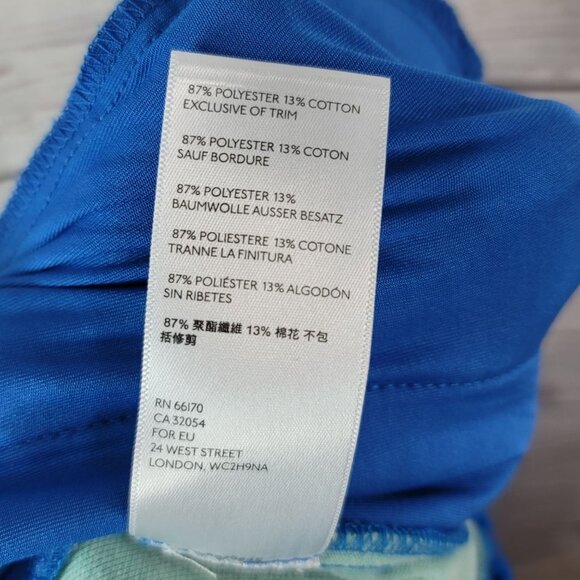 87% POLYESTER 13% COTTON
EXCLUSIVE OF TRIM
87% POLYESTER 13% COTON
SAUF BORDURE
87% POLYESTER 13%
BAUMWOLLE AUSSER BESATZ
87% POLIESTERE 13% COTONE
TRANNE LA FINITURA
87% POLIÉSTER 13% ALGODÓN
SIN RIBETES
87% 聚酯纖維 13% 棉花 不包
括修剪
RN 66170
CA 32054
FOR EU
24 WEST STREET
LONDON, WC2H9NA